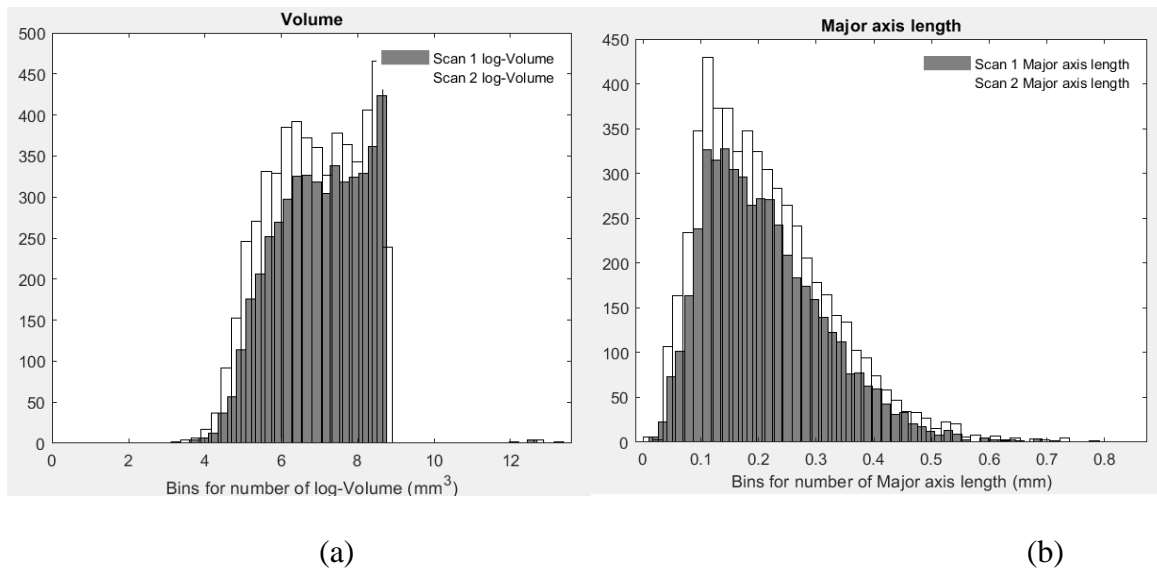 Volume
500
450
400
350
300
250
200
150
100
50
0
Scan 1 log-Volume
Scan 2 log-Volume
0 2 4 6 8 10 12
Bins for number of log-Volume (mm³)
(a)
Major axis length
450
400
350
300
250
200
150
100
50
0
Scan 1 Major axis length
Scan 2 Major axis length
0 0.1 0.2 0.3 0.4 0.5 0.6 0.7 0.8
Bins for number of Major axis length (mm)
(b)